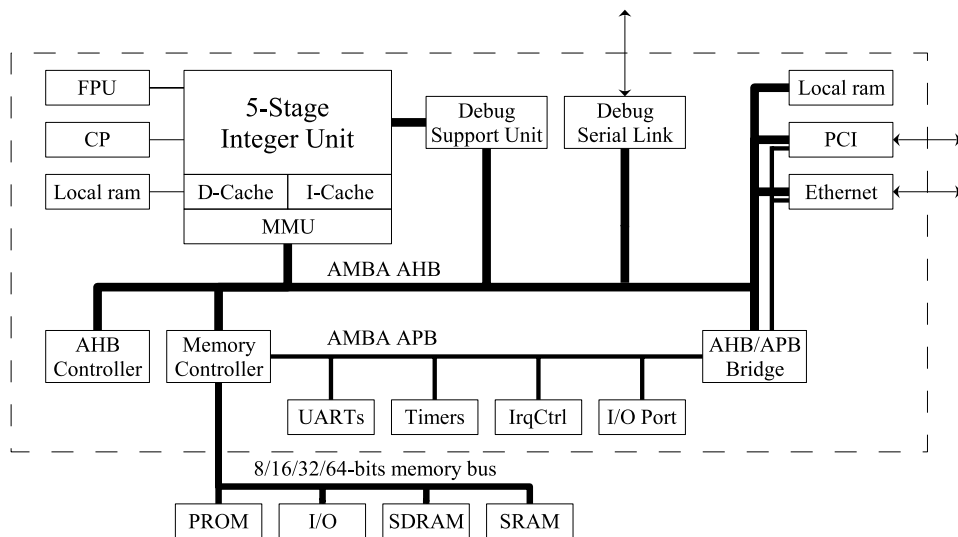 FPU
5-Stage
Integer Unit
CP
Local ram
D-Cache
I-Cache
MMU
Debug
Support Unit
Debug
Serial Link
Local ram
PCI
Ethernet
AMBA AHB
AHB
Controller
Memory
Controller
AMBA APB
AHB/APB
Bridge
UARTs
Timers
IrqCtrl
I/O Port
8/16/32/64-bits memory bus
PROM
I/O
SDRAM
SRAM